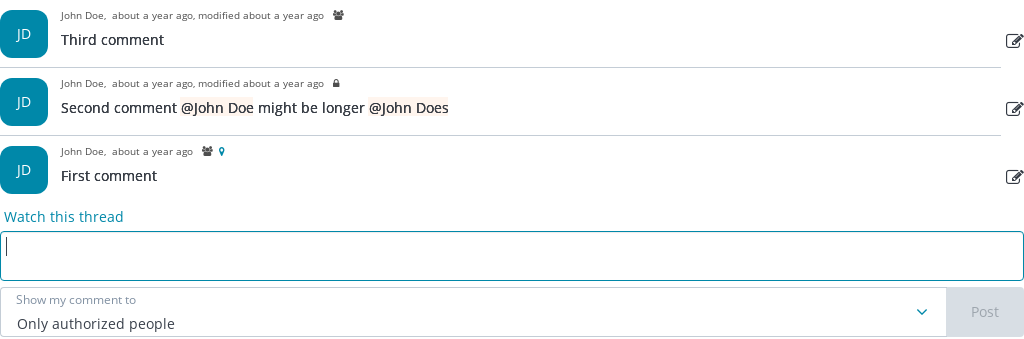 JD
John Doe, about a year ago, modified about a year ago
Third comment
JD
John Doe, about a year ago, modified about a year ago
Second comment @John Doe might be longer @John Does
JD
John Doe, about a year ago
First comment
Watch this thread
Show my comment to
Only authorized people
Post